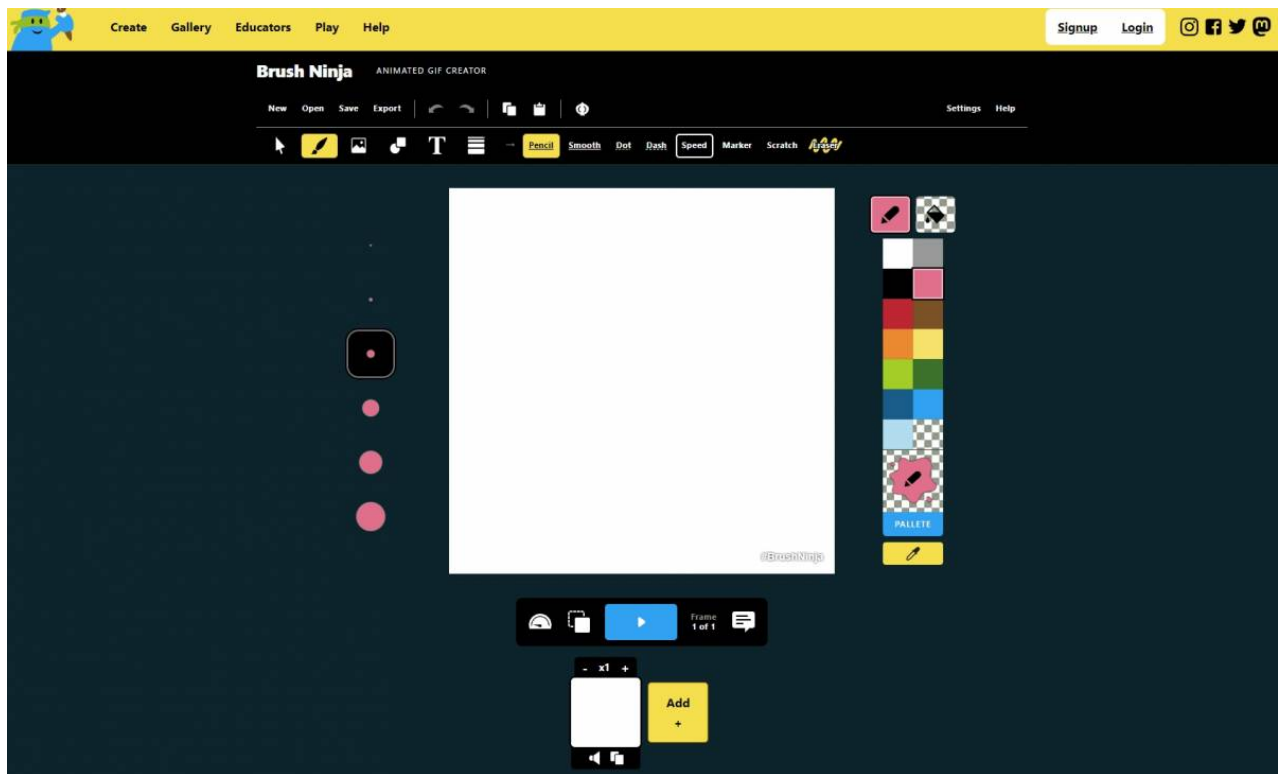 Create Gallery Educators Play Help Signup Login
Brush Ninja ANIMATED GIF CREATOR
New Open Save Export Settings Help
T Pencil Smooth Dot Dash Speed Marker Scratch Eraser
#BrushNinja
PALLETE
Frame
1 of 1
- x1 +
Add
+